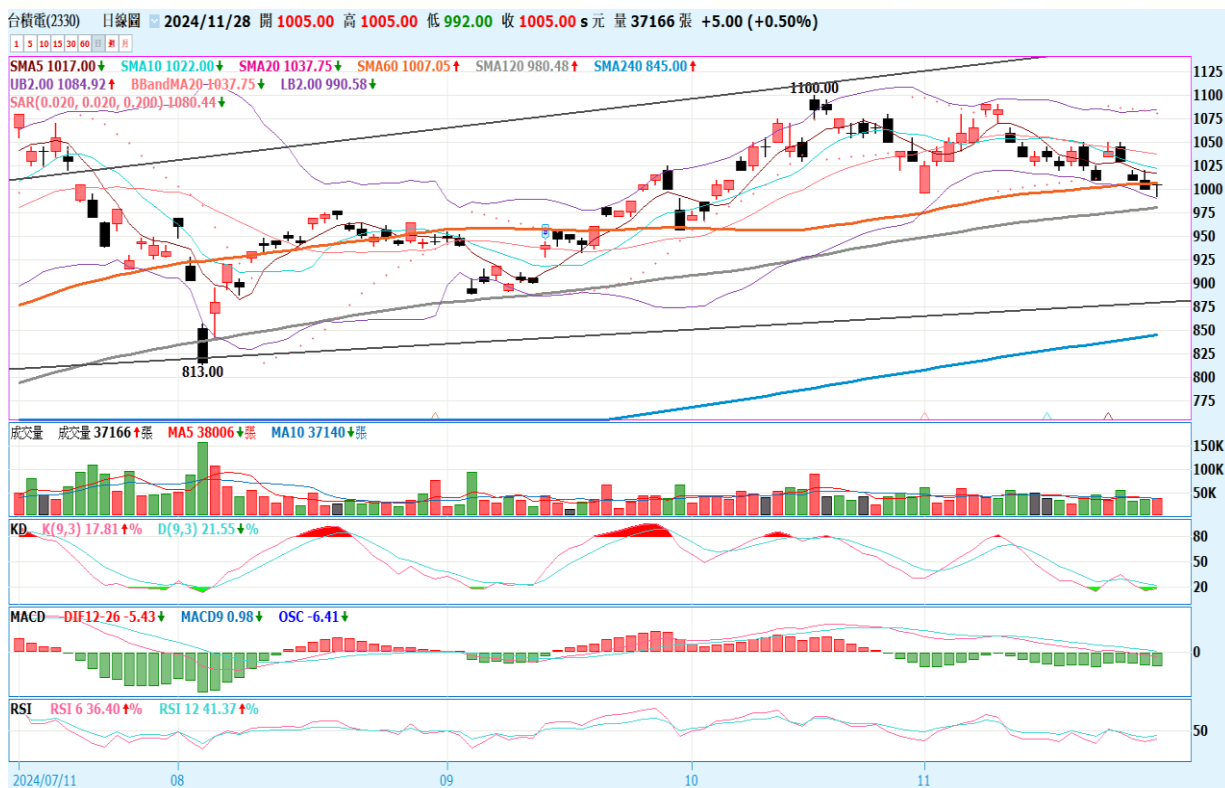 台積電(2330) 日線圖 2024/11/28 開 1005.00 高 1005.00 低 992.00 收 1005.00 s 元 量 37166 張 +5.00 (+0.50%)
1 5 10 15 30 60 日 週 月
SMA5 1017.00↓ SMA10 1022.00↓ SMA20 1037.75↓ SMA60 1007.05↑ SMA120 980.48↑ SMA240 845.00↑
UB2.00 1084.92↑ BBandMA20 1037.75↓ LB2.00 990.58↓
SAR(0.020, 0.020, 0.200) 1080.44↓
1100.00
813.00
1125
1100
1075
1050
1025
1000
975
950
925
900
875
850
825
800
775
成交量 成交量 37166↑張 MA5 38006↓張 MA10 37140↓張
150K
100K
50K
KD K(9,3) 17.81↑% D(9,3) 21.55↓%
80
50
20
MACD DIF12-26 -5.43↓ MACD9 0.98↓ OSC -6.41↓
0
RSI RSI 6 36.40↑% RSI 12 41.37↑%
50
2024/07/11 08 09 10 11